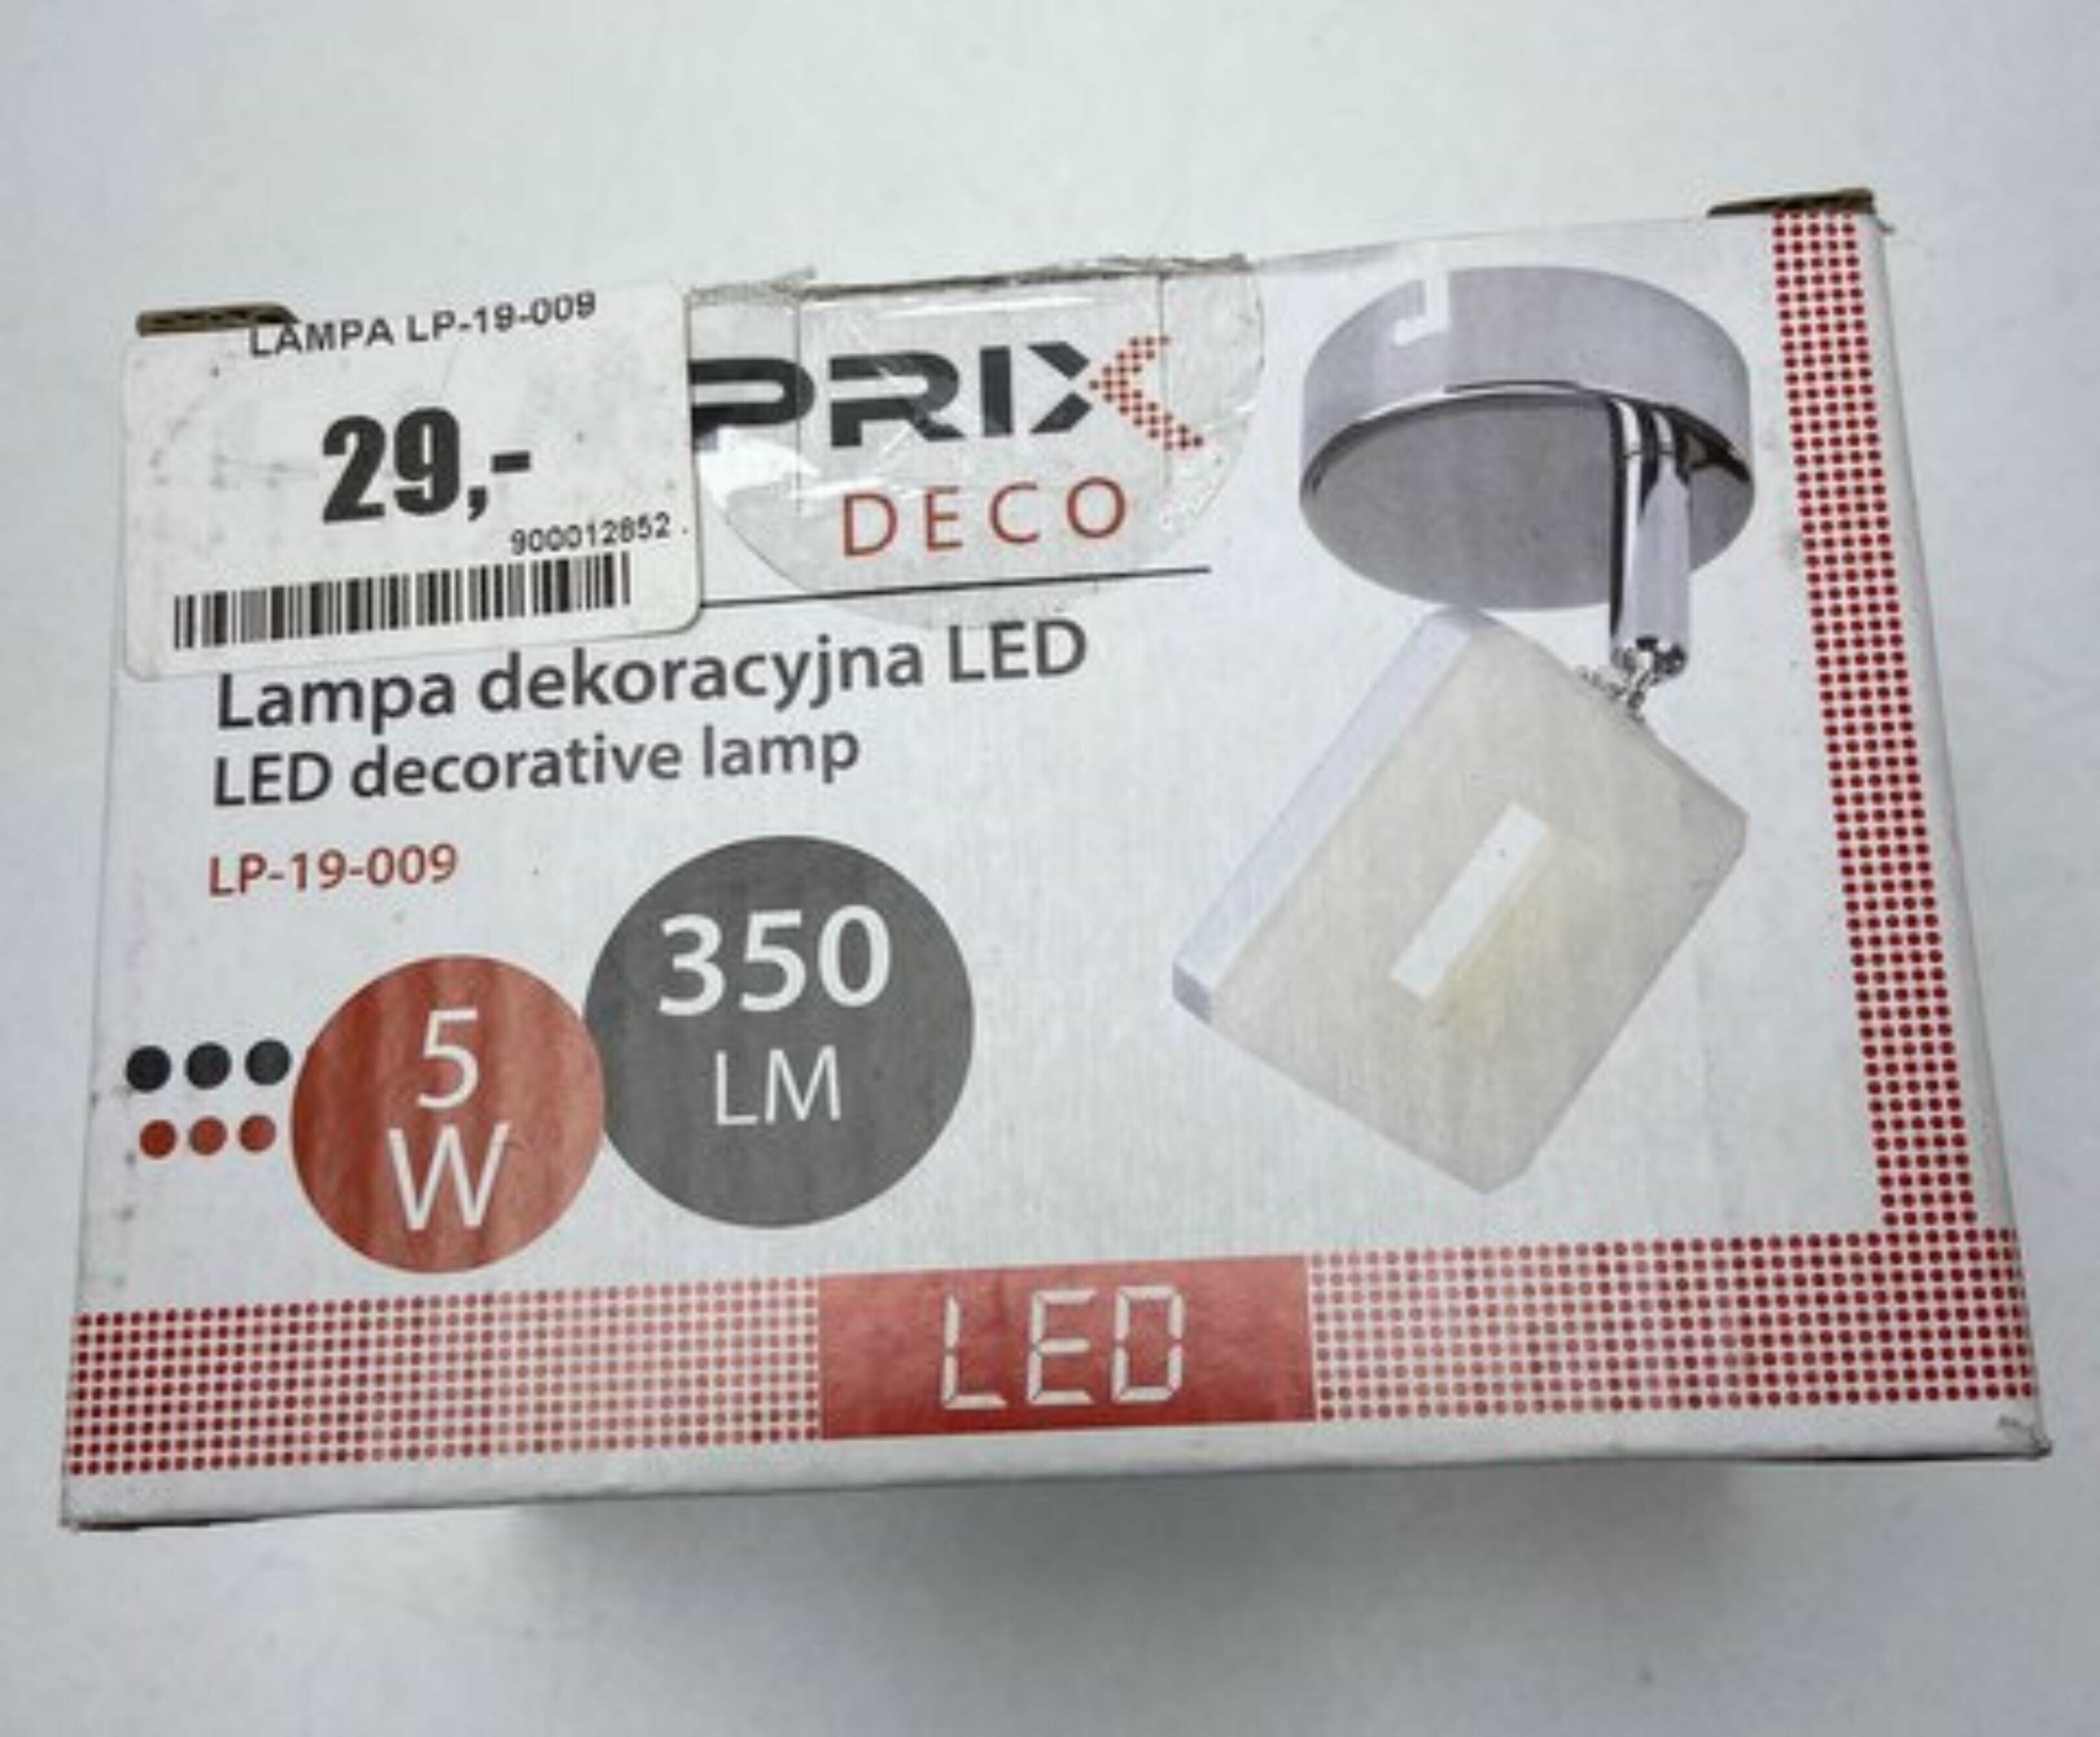 LAMPA LP-19-009
29,-
900012852
PRIX
DECO
Lampa dekoracyjna LED
LED decorative lamp
LP-19-009
5
W
350
LM
LED